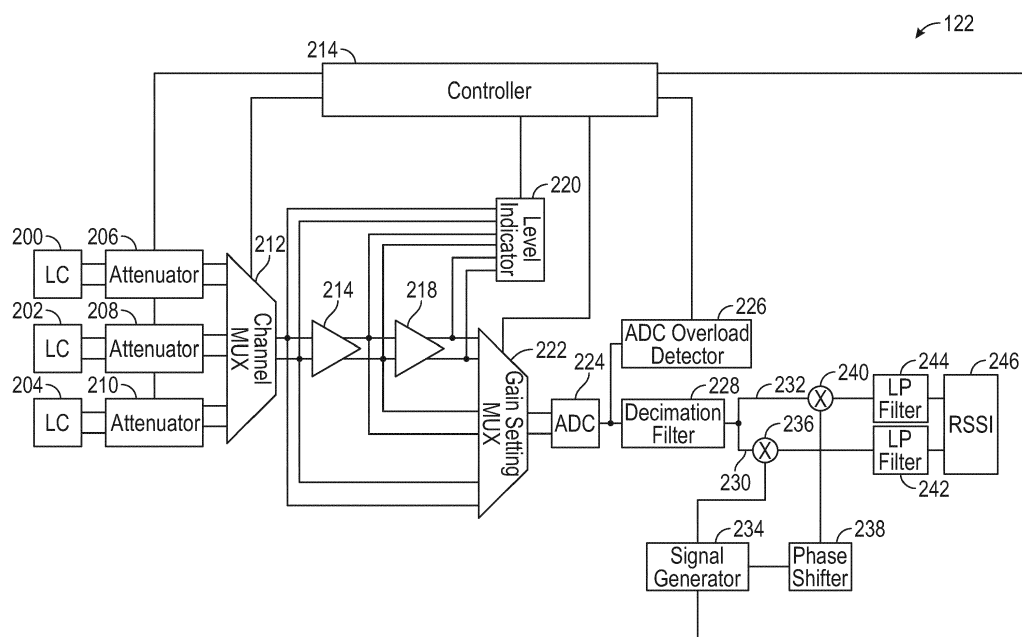 122
214
Controller
220
Level
Indicator
200
LC
206
Attenuator
212
Channel
MUX
202
LC
208
Attenuator
204
LC
210
Attenuator
214
218
222
Gain Setting
MUX
224
ADC
226
ADC Overload
Detector
228
Decimation
Filter
232
240
244
LP
Filter
246
RSSI
236
X
X
230
LP
Filter
242
234
Signal
Generator
238
Phase
Shifter